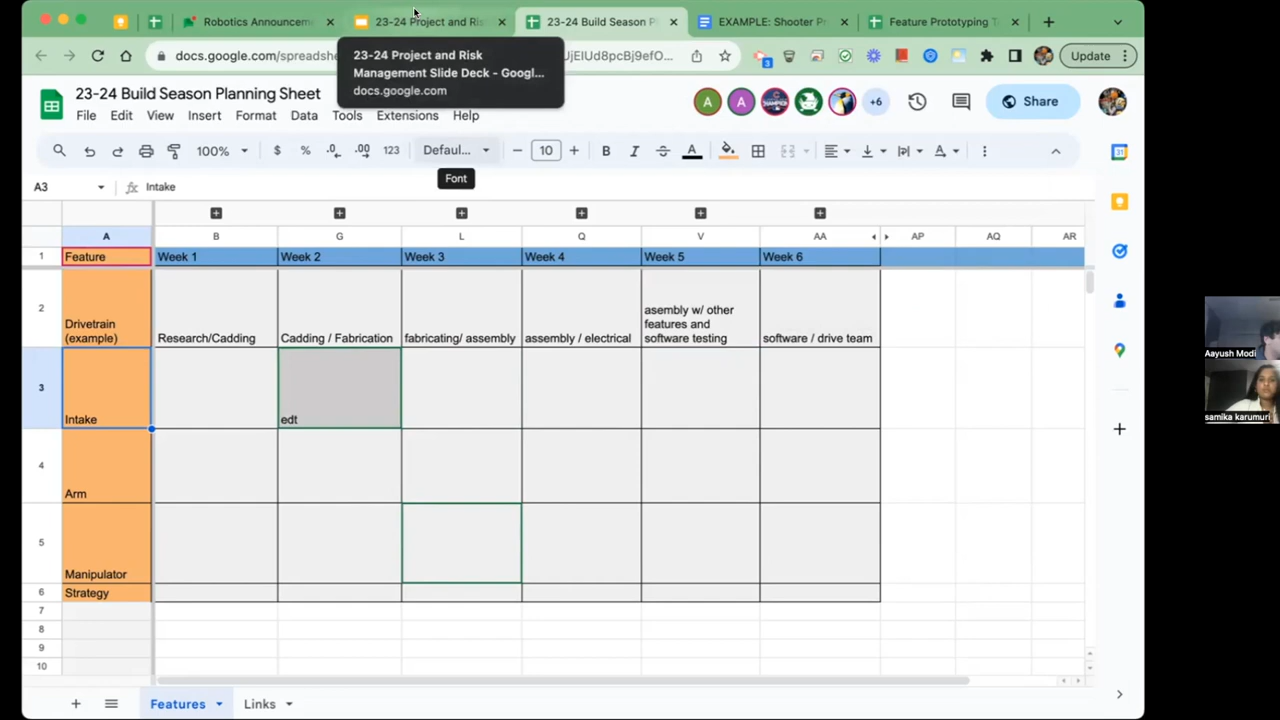 Robotics Announceme
23-24 Project and Ris
23-24 Build Season P
EXAMPLE: Shooter Pr
Feature Prototyping T
docs.google.com/spreadshe
UjEIUd8pcBj9efO...
3
Update
23-24 Project and Risk
Management Slide Deck - Googl...
docs.google.com
23-24 Build Season Planning Sheet
File Edit View Insert Format Data Tools Extensions Help
A A CHAMPION +6
Share
100% $ % .0 .00 123 Defaul... 10 B I A A
31
Font
A3 fx Intake
A B G L Q V AA AP AQ AR
1 Feature Week 1 Week 2 Week 3 Week 4 Week 5 Week 6
2 Drivetrain
(example)
Research/Cadding
Cadding / Fabrication
fabricating/ assembly
assembly / electrical
asembly w/ other
features and
software testing
software / drive team
3 Intake edt
4 Arm
5 Manipulator
6 Strategy
7
8
9
10
Features Links
Aayush Modi
samika karumuri